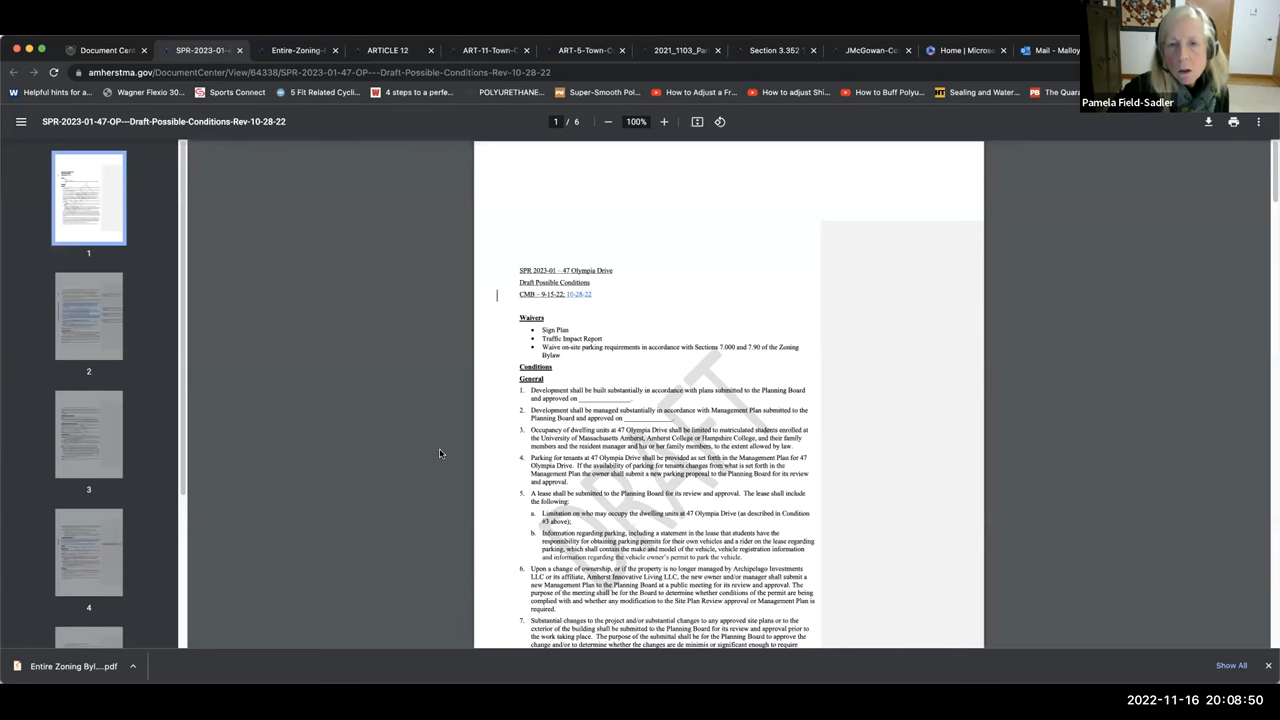 Document Cent
SPR-2023-01-
Entire-Zoning-
ARTICLE 12
ART-11-Town-C
ART-5-Town-C
2021_1103_Pa
Section 3.352
JMcGowan-Co
Home | Micros
Mail - Malloy
amherstma.gov/DocumentCenter/View/64338/SPR-2023-01-47-OP---Draft-Possible-Conditions-Rev-10-28-22
Helpful hints for a...
Wagner Flexio 30...
Sports Connect
5 Fit Related Cycli...
4 steps to a perfe...
POLYURETHANE...
Super-Smooth Pol...
How to Adjust a Fr...
How to adjust Shi...
How to Buff Polyu...
Sealing and Water...
The Quara
Pamela Field-Sadler
SPR-2023-01-47-OP---Draft-Possible-Conditions-Rev-10-28-22
1 / 6
100%
1
2
3
4
SPR 2023-01 – 47 Olympia Drive
Draft Possible Conditions
CMB – 9-15-22; 10-28-22
Waivers
• Sign Plan
• Traffic Impact Report
• Waive on-site parking requirements in accordance with Sections 7.000 and 7.90 of the Zoning
Bylaw
Conditions
General
1. Development shall be built substantially in accordance with plans submitted to the Planning Board
and approved on _______________.
2. Development shall be managed substantially in accordance with Management Plan submitted to the
Planning Board and approved on ______________.
3. Occupancy of dwelling units at 47 Olympia Drive shall be limited to matriculated students enrolled at
the University of Massachusetts Amherst, Amherst College or Hampshire College, and their family
members and the resident manager and his or her family members, to the extent allowed by law.
4. Parking for tenants at 47 Olympia Drive shall be provided as set forth in the Management Plan for 47
Olympia Drive. If the availability of parking for tenants changes from what is set forth in the
Management Plan the owner shall submit a new parking proposal to the Planning Board for its review
and approval.
5. A lease shall be submitted to the Planning Board for its review and approval. The lease shall include
the following:
a. Limitation on who may occupy the dwelling units at 47 Olympia Drive (as described in Condition
#3 above);
b. Information regarding parking, including a statement in the lease that students have the
responsibility for obtaining parking permits for their own vehicles and a rider on the lease regarding
parking, which shall contain the make and model of the vehicle, vehicle registration information
and information regarding the vehicle owner's permit to park the vehicle.
6. Upon a change of ownership, or if the property is no longer managed by Archipelago Investments
LLC or its affiliate, Amherst Innovative Living LLC, the new owner and/or manager shall submit a
new Management Plan to the Planning Board at a public meeting for its review and approval. The
purpose of the meeting shall be for the Board to determine whether conditions of the permit are being
complied with and whether any modification to the Site Plan Review approval or Management Plan is
required.
7. Substantial changes to the project and/or substantial changes to any approved site plans or to the
exterior of the building shall be submitted to the Planning Board for its review and approval prior to
the work taking place. The purpose of the submittal shall be for the Planning Board to approve the
change and/or to determine whether the changes are de minimis or significant enough to require
DRAFT
Entire Zoning Byl....pdf
Show All
2022-11-16 20:08:50